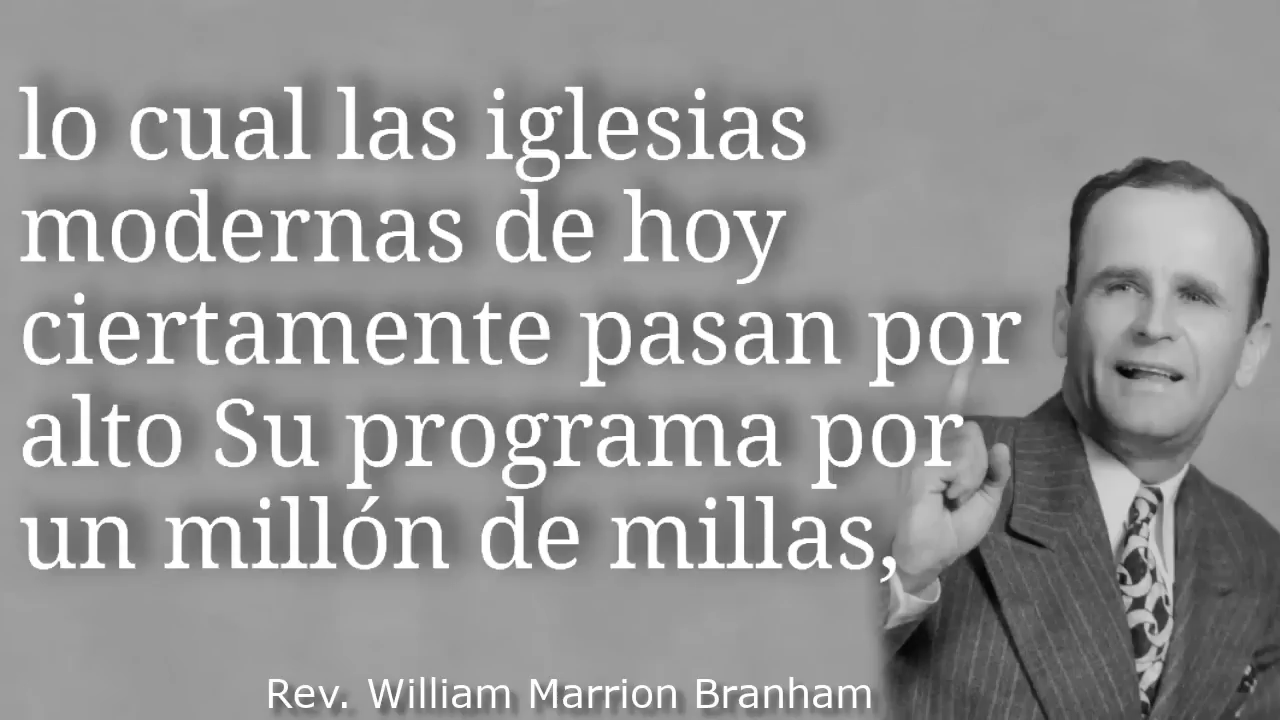 lo cual las iglesias
modernas de hoy
ciertamente pasan por
alto Su programa por
un millón de millas,
Rev. William Marrion Branham